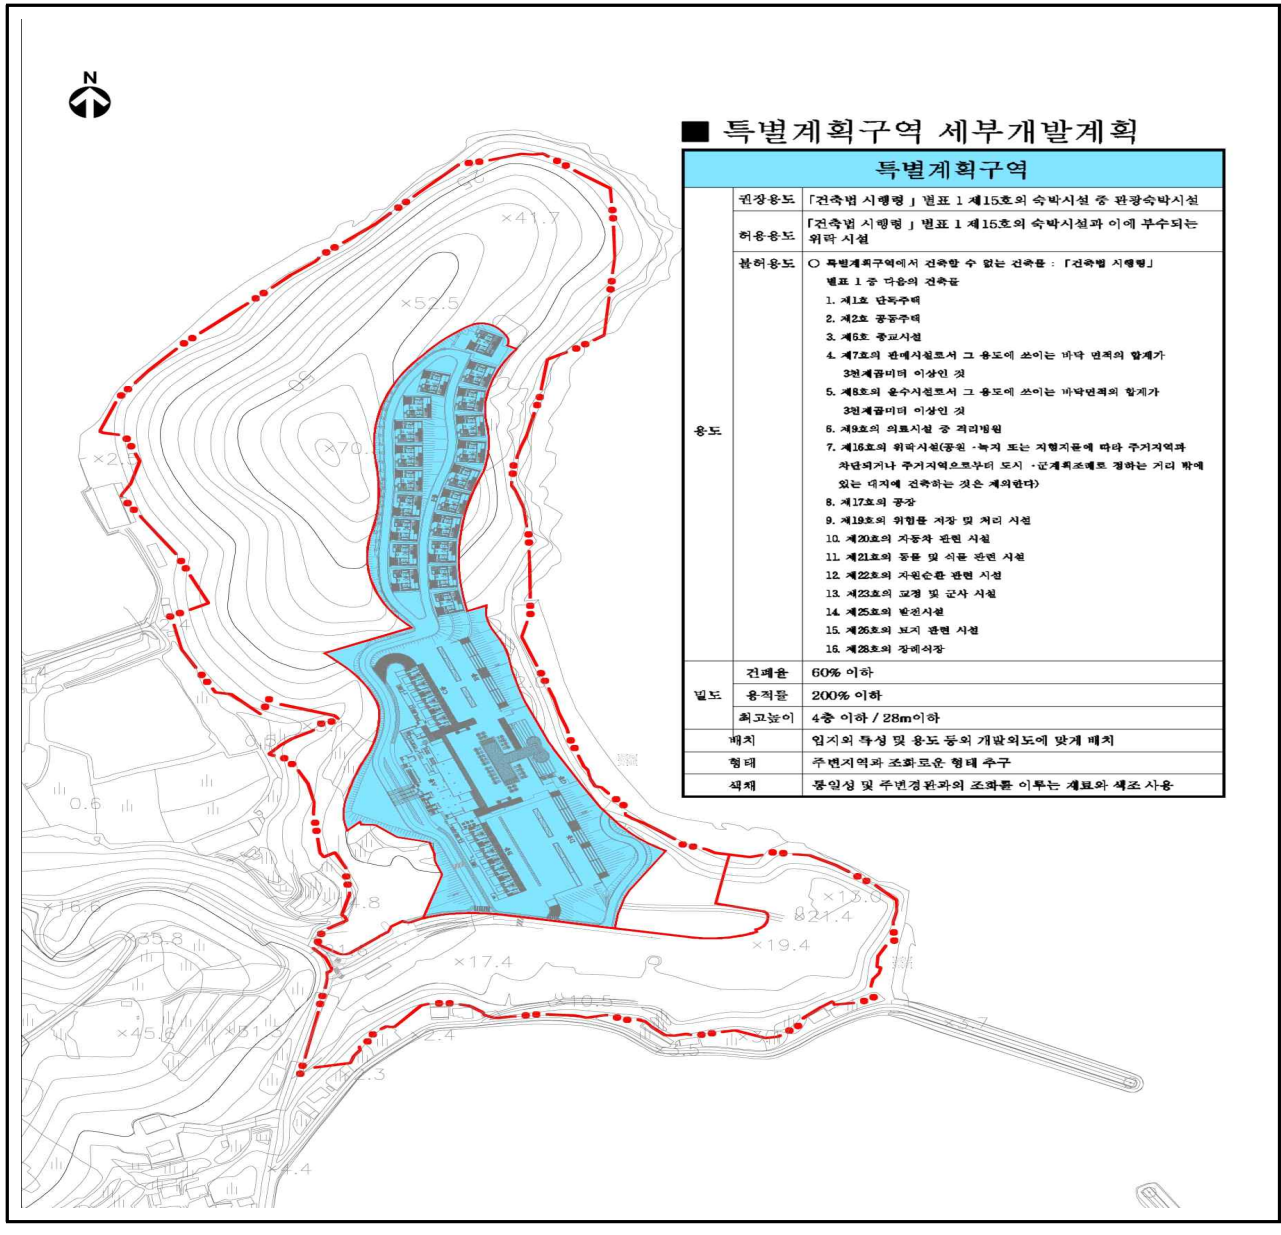 N
■ 특별계획구역 세부개발계획
특별계획구역
용도
권장용도 「건축법 시행령」 별표 1 제15호의 숙박시설 중 관광숙박시설
허용용도 「건축법 시행령」 별표 1 제15호의 숙박시설과 이에 부수되는
위락 시설
불허용도 ○ 특별계획구역에서 건축할 수 없는 건축물 : 「건축법 시행령」
별표 1 중 다음의 건축물
1. 제1호 단독주택
2. 제2호 공동주택
3. 제6호 종교시설
4. 제7호의 판매시설로서 그 용도에 쓰이는 바닥 면적의 합계가
3천제곱미터 이상인 것
5. 제8호의 운수시설로서 그 용도에 쓰이는 바닥면적의 합계가
3천제곱미터 이상인 것
6. 제9호의 의료시설 중 격리병원
7. 제16호의 위락시설(공원·녹지 또는 지형지물에 따라 주거지역과
차단되거나 주거지역으로부터 도시·군계획조례로 정하는 거리 밖에
있는 대지에 건축하는 것은 제외한다)
8. 제17호의 공장
9. 제19호의 위험물 저장 및 처리 시설
10. 제20호의 자동차 관련 시설
11. 제21호의 동물 및 식물 관련 시설
12. 제22호의 자원순환 관련 시설
13. 제23호의 교정 및 군사 시설
14. 제25호의 발전시설
15. 제26호의 묘지 관련 시설
16. 제28호의 장례식장
밀도
건폐율 60% 이하
용적률 200% 이하
최고높이 4층 이하 / 28m이하
배치 입지의 특성 및 용도 등의 개발의도에 맞게 배치
형태 주변지역과 조화로운 형태 추구
색채 통일성 및 주변경관과의 조화를 이루는 재료와 색조 사용
×41.7
×52.5
50
×70.
×2.5
0.6
×16.6
×35.8
×45.6
×51.3
×17.4
×19.4
×21.4
×13.0
×10.5
×3.7
×3.5
×2.4
×2.3
×4.4